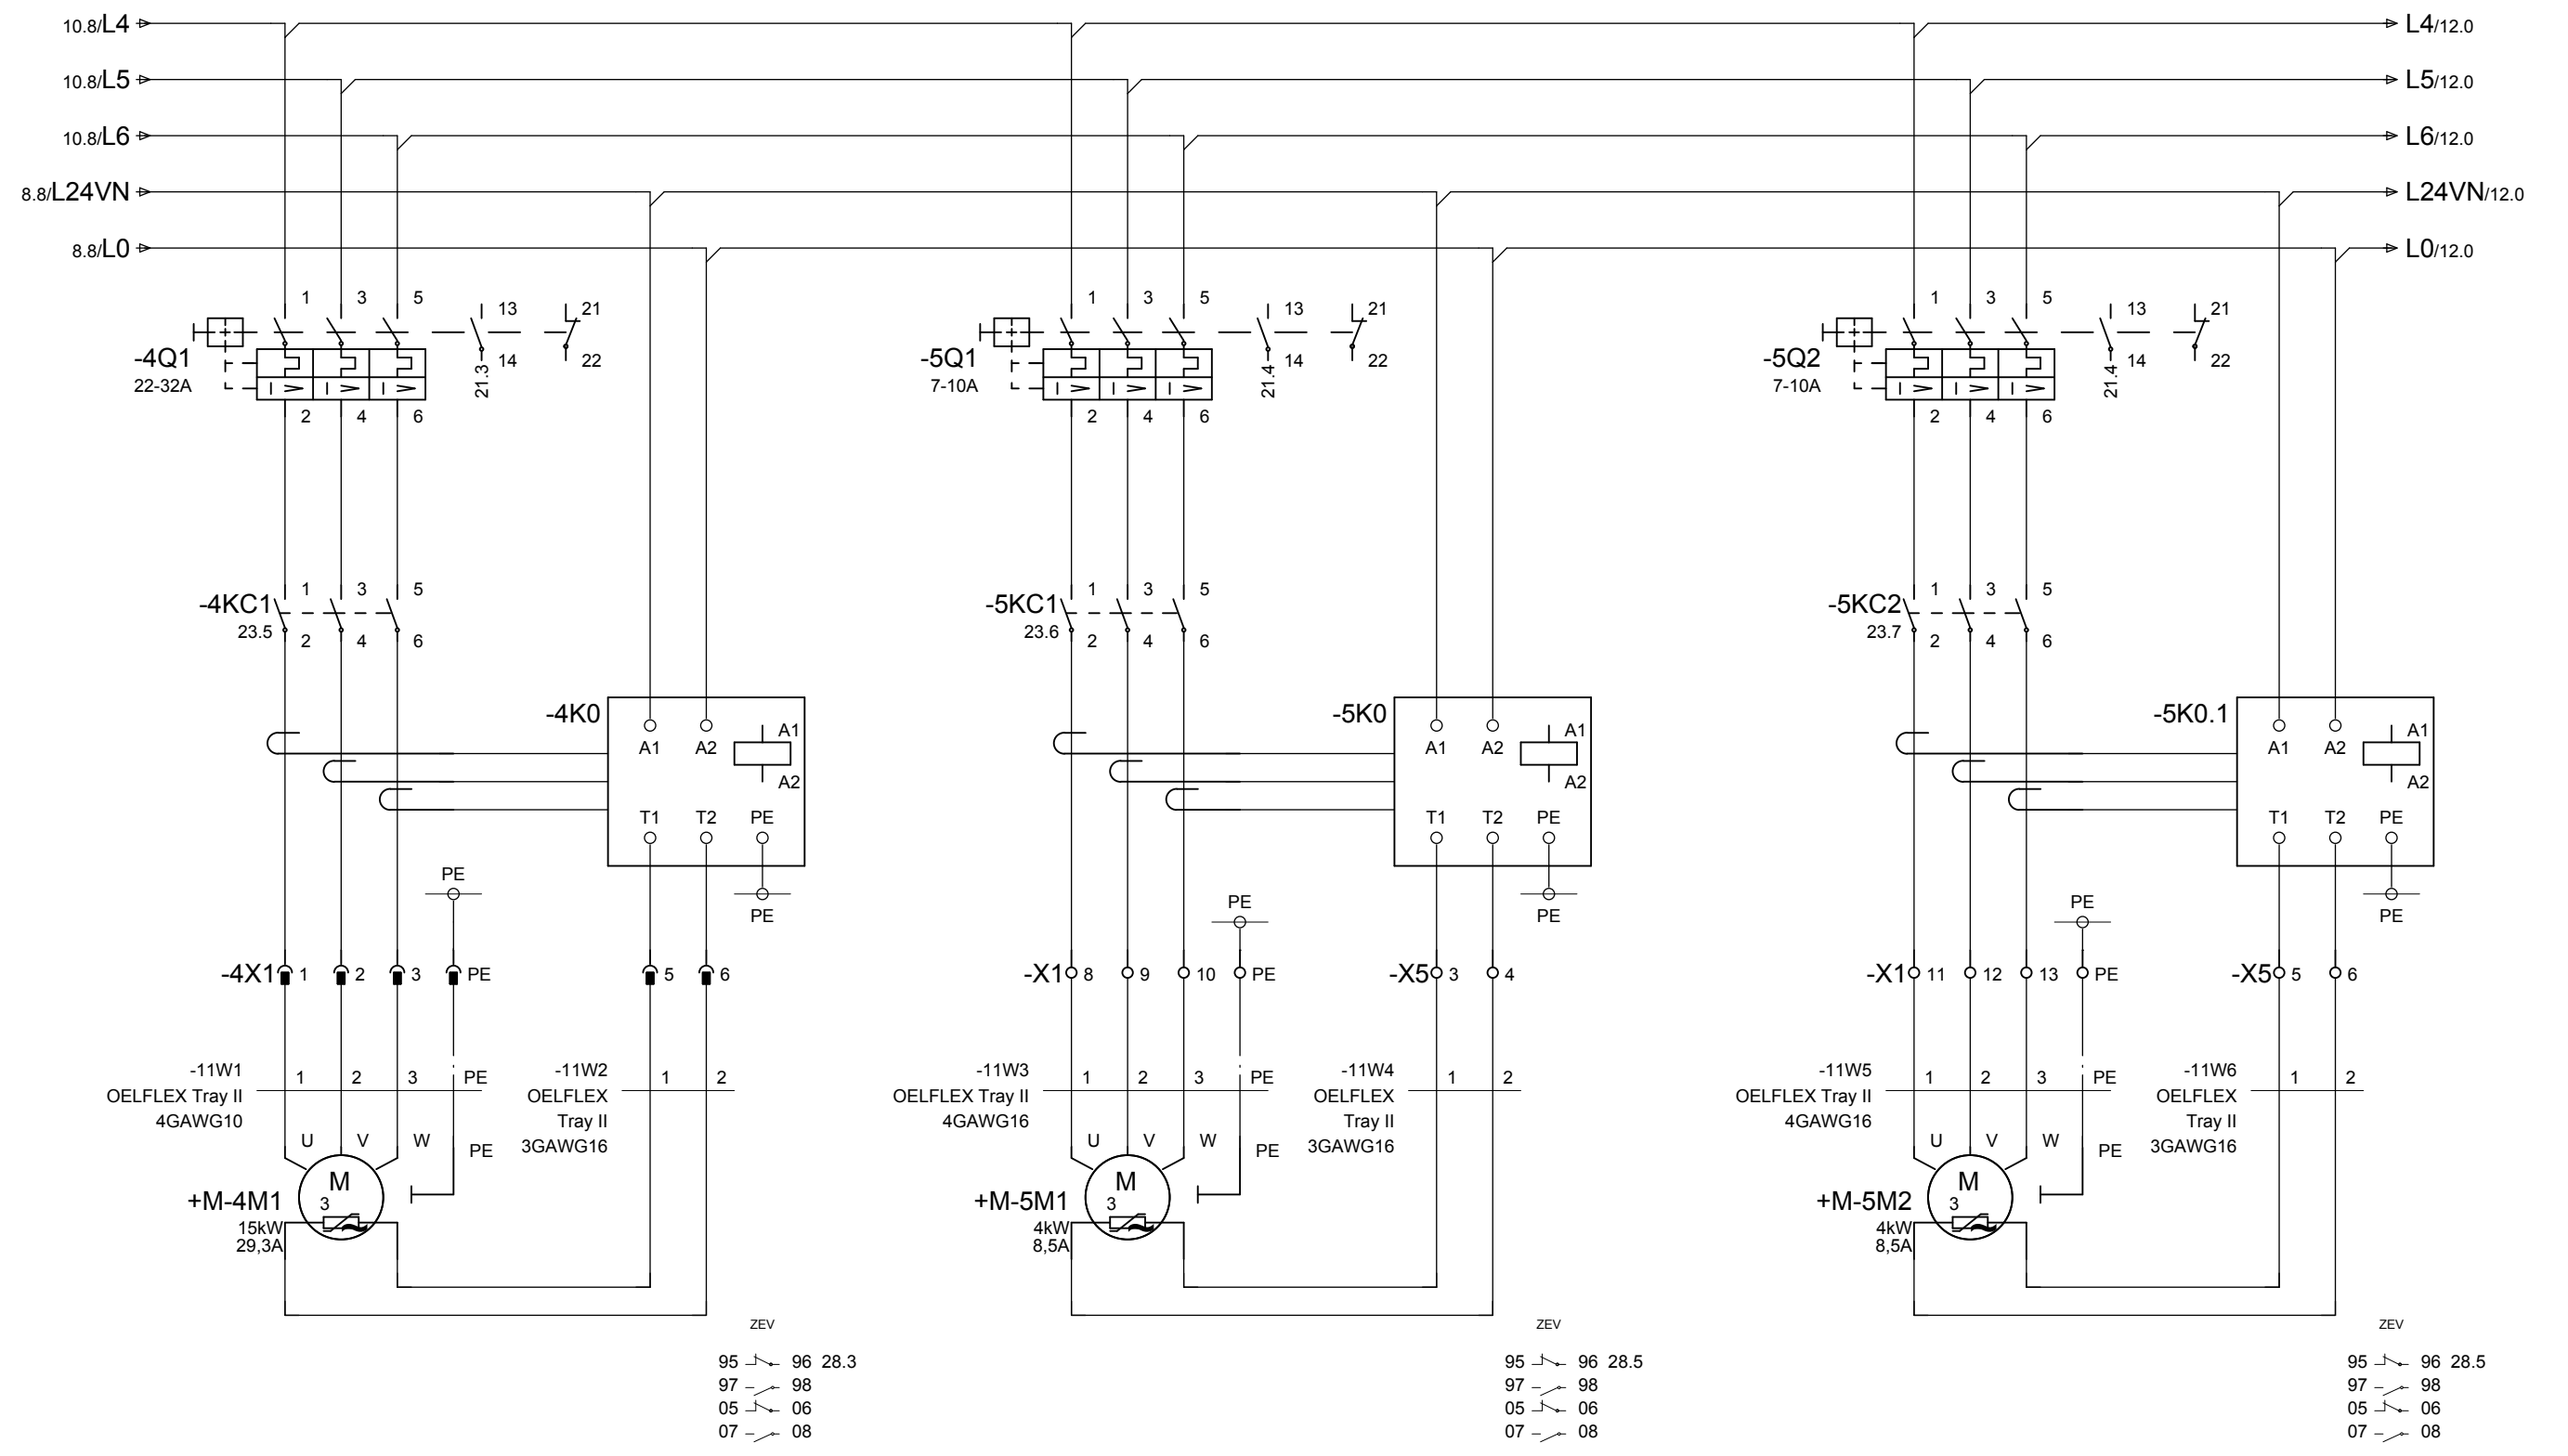 10.8/L4 L4/12.0
10.8/L5 L5/12.0
10.8/L6 L6/12.0
8.8/L24VN L24VN/12.0
8.8/L0 L0/12.0
1 3 5 13 21 1 3 5 13 21 1 3 5 13 21
-4Q1 14 22 -5Q1 14 22 -5Q2 14 22
22-32A I > I > I > 21.3 7-10A I > I > I > 21.4 7-10A I > I > I > 21.4
2 4 6 2 4 6 2 4 6
1 3 5 1 3 5 1 3 5
-4KC1 -5KC1 -5KC2
23.5 2 4 6 23.6 2 4 6 23.7 2 4 6
-4K0 -5K0 -5K0.1
A1 A2 A1 A1 A2 A1 A1 A2 A1
A2 A2 A2
T1 T2 PE T1 T2 PE T1 T2 PE
PE PE PE
PE PE PE
-4X1 1 2 3 PE 5 6 -X1 8 9 10 PE -X5 3 4 -X1 11 12 13 PE -X5 5 6
-11W1 1 2 3 PE -11W2 1 2 -11W3 1 2 3 PE -11W4 1 2 -11W5 1 2 3 PE -11W6 1 2
OELFLEX Tray II OELFLEX OELFLEX Tray II OELFLEX OELFLEX Tray II OELFLEX
4GAWG10 Tray II 4GAWG16 Tray II 4GAWG16 Tray II
U V W PE 3GAWG16 U V W PE 3GAWG16 U V W PE 3GAWG16
M M M
+M-4M1 3 +M-5M1 3 +M-5M2 3
15kW 4kW 4kW
29,3A 8,5A 8,5A
ZEV ZEV ZEV
95 96 28.3 95 96 28.5 95 96 28.5
97 98 97 98 97 98
05 06 05 06 05 06
07 08 07 08 07 08